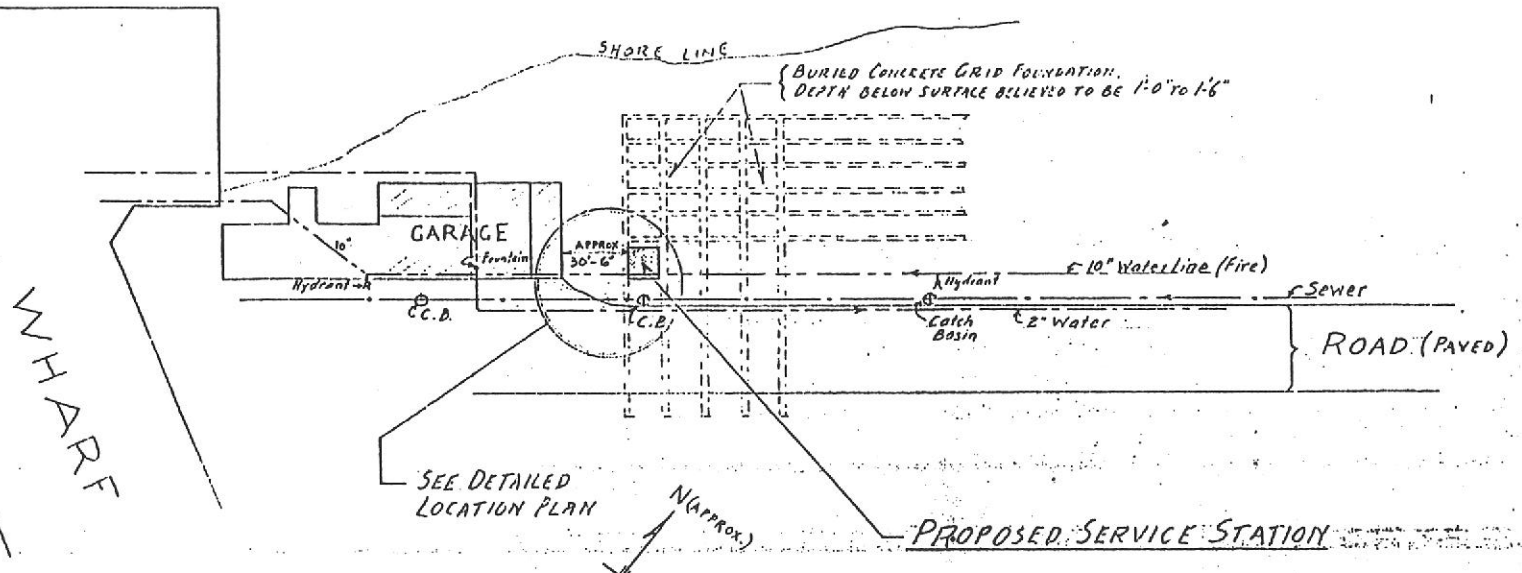 SHORE LINE
BURIED CONCRETE GRID FOUNDATION.
DEPTH BELOW SURFACE BELIEVED TO BE 1'-0" TO 1'-6"
GARAGE
10"
Fountain
APPROX
30'-6"
Hydrant
℄ 10" Water Line (Fire)
Hydrant
Sewer
C.B.
C.B.
Catch
Basin
2" Water
ROAD (PAVED)
WHARF
SEE DETAILED
LOCATION PLAN
N (APPROX.)
PROPOSED SERVICE STATION